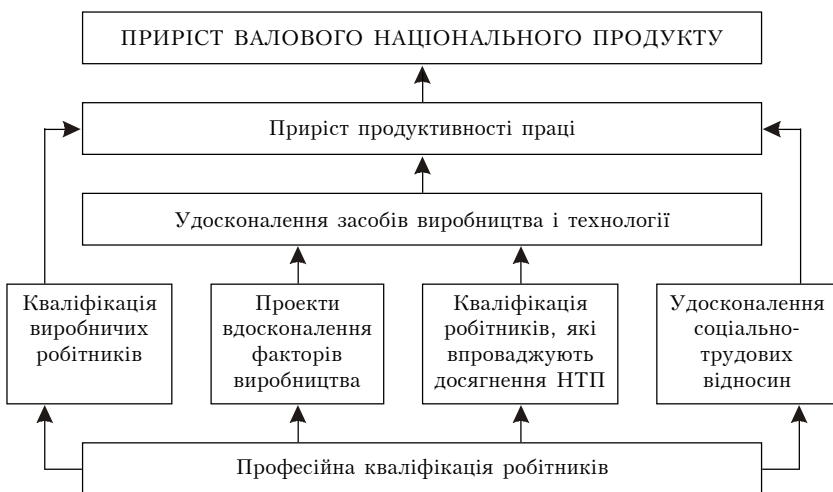 ПРИРІСТ ВАЛОВОГО НАЦІОНАЛЬНОГО ПРОДУКТУ
Приріст продуктивності праці
Удосконалення засобів виробництва і технології
Кваліфікація
виробничих
робітників
Проекти
вдосконалення
факторів
виробництва
Кваліфікація
робітників, які
впроваджують
досягнення НТП
Удосконалення
соціально-
трудових
відносин
Професійна кваліфікація робітників